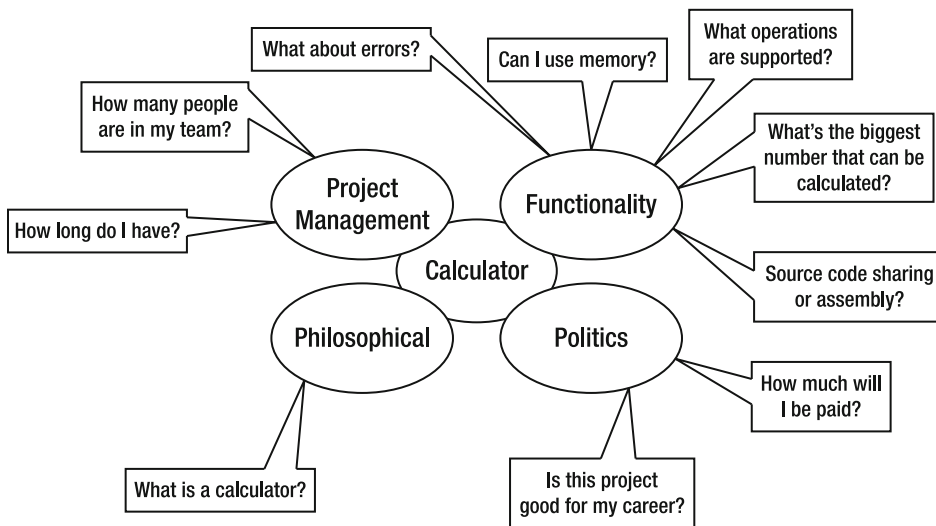 What about errors?
Can I use memory?
What operations
are supported?
How many people
are in my team?
What's the biggest
number that can be
calculated?
Project
Management
Functionality
How long do I have?
Calculator
Source code sharing
or assembly?
Philosophical
Politics
How much will
I be paid?
What is a calculator?
Is this project
good for my career?